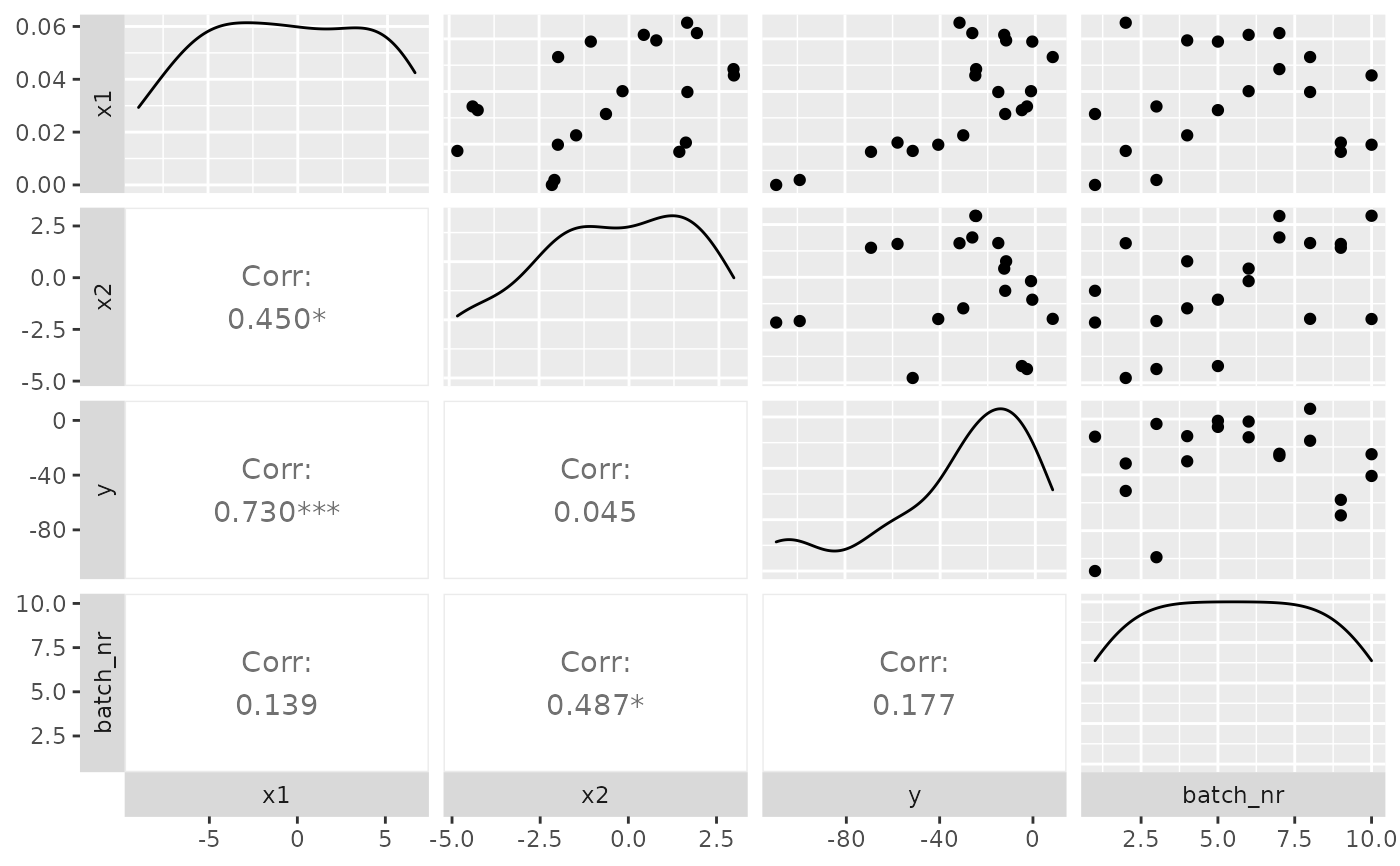 0.06
0.04
0.02
0.00
x1
2.5
0.0
-2.5
-5.0
x2
Corr:
0.450*
0
-40
-80
y
Corr:
0.730***
Corr:
0.045
10.0
7.5
5.0
2.5
batch_nr
Corr:
0.139
Corr:
0.487*
Corr:
0.177
x1 x2 y batch_nr
-5 0 5 -5.0 -2.5 0.0 2.5 -80 -40 0 2.5 5.0 7.5 10.0